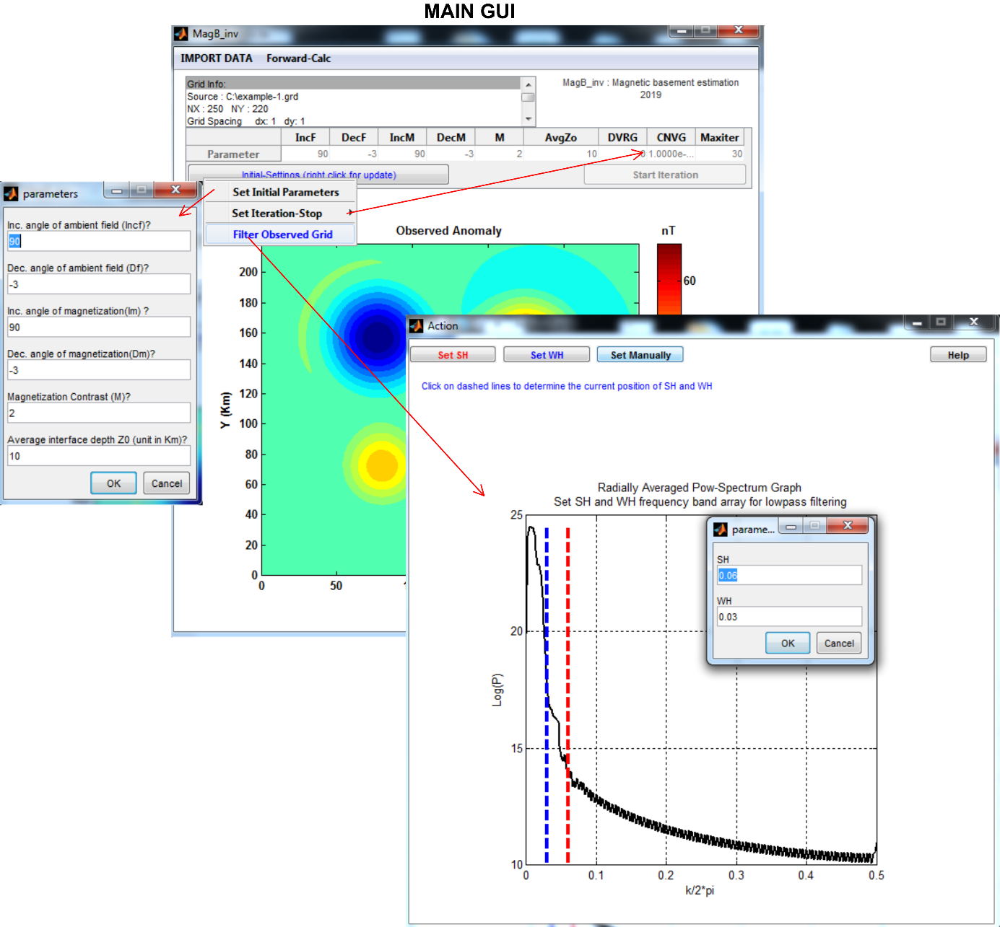 MAIN GUI
MagB_inv
IMPORT DATA Forward-Calc
Grid Info:
Source : C:\example-1.grd
NX : 250 NY : 220
Grid Spacing dx: 1 dy: 1
MagB_inv : Magnetic basement estimation
2019
IncF DecF IncM DecM M AvgZo DVRG CNVG Maxiter
Parameter 90 -3 90 -3 2 10 0 1.0000e-... 30
Initial-Settings (right click for update)
Start Iteration
Set Initial Parameters
Set Iteration-Stop
Filter Observed Grid
parameters
Inc. angle of ambient field (Incf)?
90
Dec. angle of ambient field (Df)?
-3
Inc. angle of magnetization(Im) ?
90
Dec. angle of magnetization(Dm)?
-3
Magnetization Contrast (M)?
2
Average interface depth Z0 (unit in Km)?
10
OK Cancel
Observed Anomaly
nT
60
200
180
160
140
120
100
80
60
40
20
0
Y (Km)
0 50
Action
Set SH Set WH Set Manually Help
Click on dashed lines to determine the current position of SH and WH
Radially Averaged Pow-Spectrum Graph
Set SH and WH frequency band array for lowpass filtering
25
20
15
10
Log(P)
0 0.1 0.2 0.3 0.4 0.5
k/2*pi
parame...
SH
0.06
WH
0.03
OK Cancel